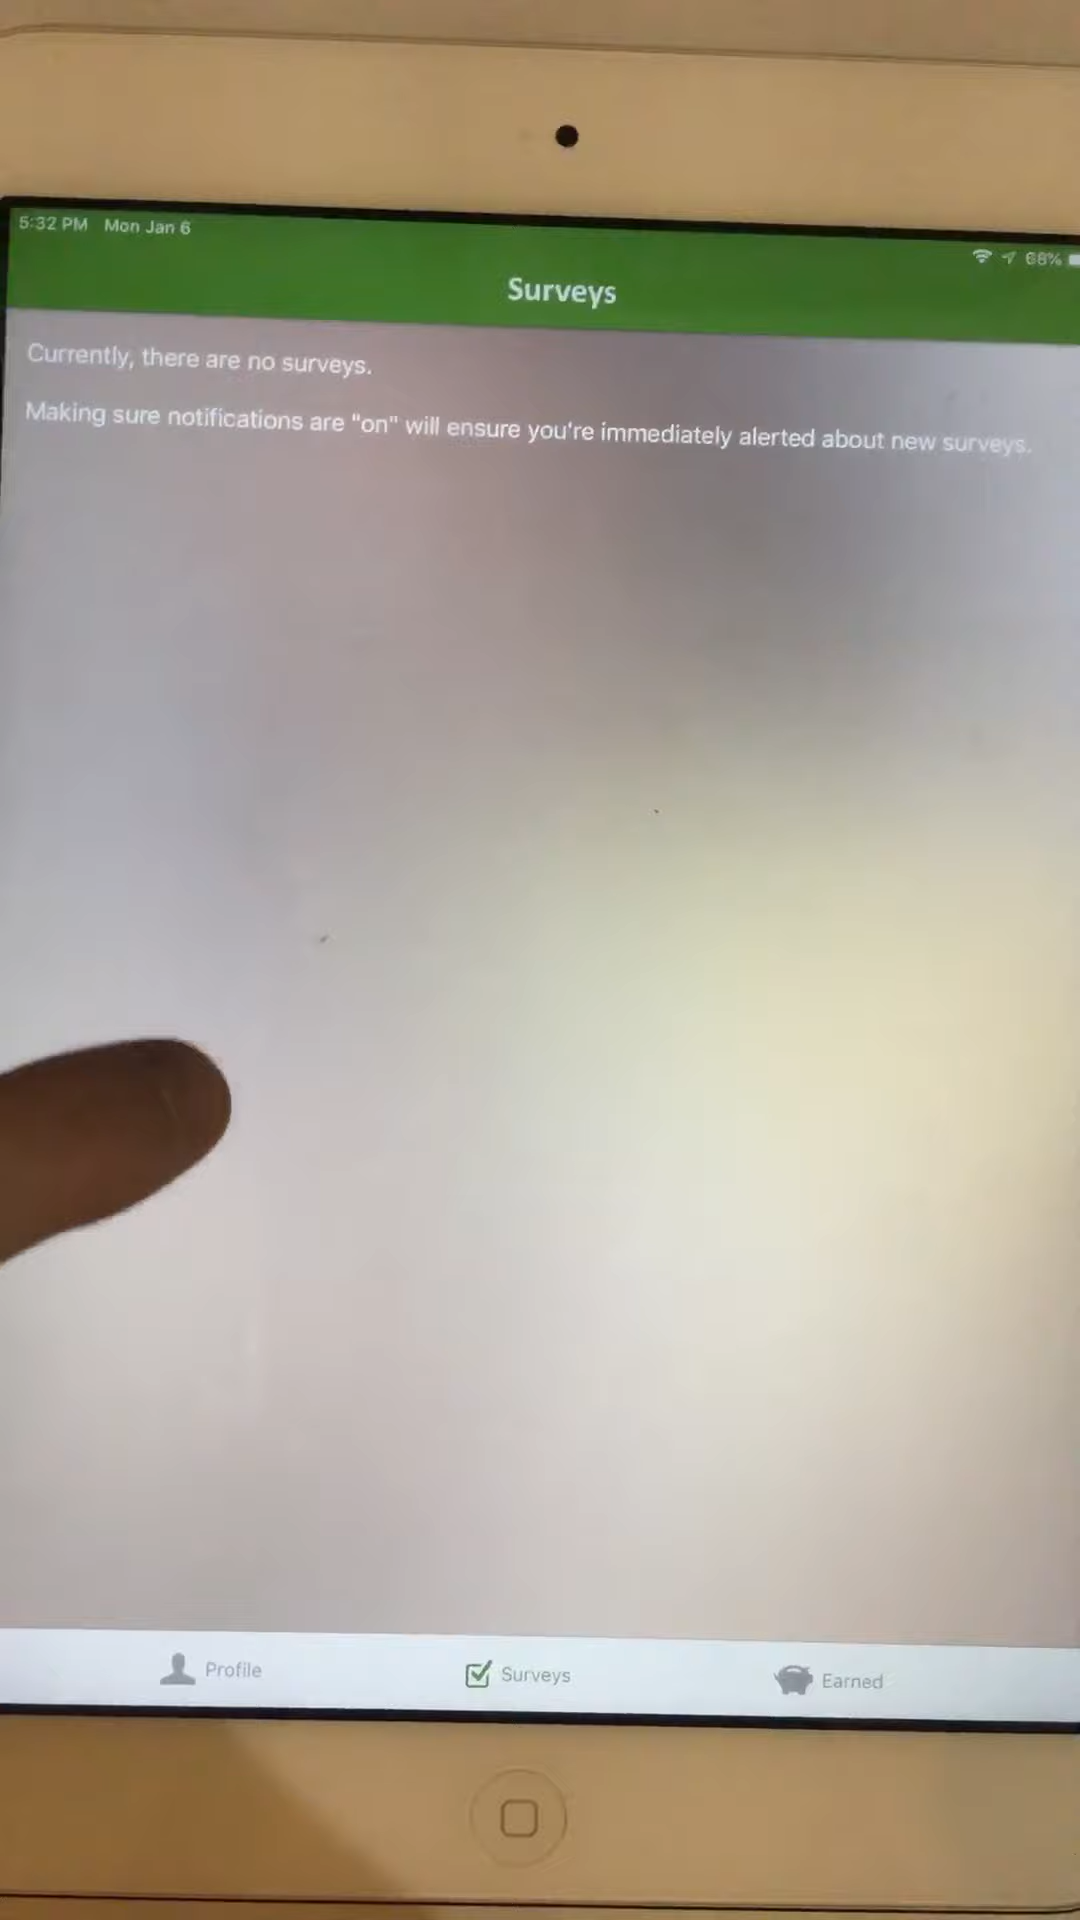 5:32 PM Mon Jan 6
68%
Surveys
Currently, there are no surveys.
Making sure notifications are "on" will ensure you're immediately alerted about new surveys.
Profile
Surveys
Earned